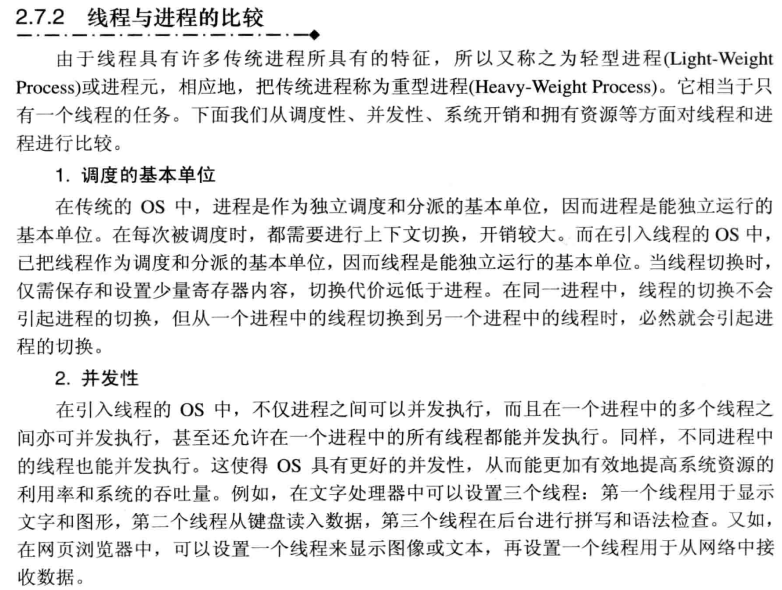 2.7.2 线程与进程的比较
由于线程具有许多传统进程所具有的特征，所以又称之为轻型进程(Light-Weight
Process)或进程元，相应地，把传统进程称为重型进程(Heavy-Weight Process)。它相当于只
有一个线程的任务。下面我们从调度性、并发性、系统开销和拥有资源等方面对线程和进
程进行比较。
1. 调度的基本单位
在传统的 OS 中，进程是作为独立调度和分派的基本单位，因而进程是能独立运行的
基本单位。在每次被调度时，都需要进行上下文切换，开销较大。而在引入线程的 OS 中，
已把线程作为调度和分派的基本单位，因而线程是能独立运行的基本单位。当线程切换时，
仅需保存和设置少量寄存器内容，切换代价远低于进程。在同一进程中，线程的切换不会
引起进程的切换，但从一个进程中的线程切换到另一个进程中的线程时，必然就会引起进
程的切换。
2. 并发性
在引入线程的 OS 中，不仅进程之间可以并发执行，而且在一个进程中的多个线程之
间亦可并发执行，甚至还允许在一个进程中的所有线程都能并发执行。同样，不同进程中
的线程也能并发执行。这使得 OS 具有更好的并发性，从而能更加有效地提高系统资源的
利用率和系统的吞吐量。例如，在文字处理器中可以设置三个线程：第一个线程用于显示
文字和图形，第二个线程从键盘读入数据，第三个线程在后台进行拼写和语法检查。又如，
在网页浏览器中，可以设置一个线程来显示图像或文本，再设置一个线程用于从网络中接
收数据。